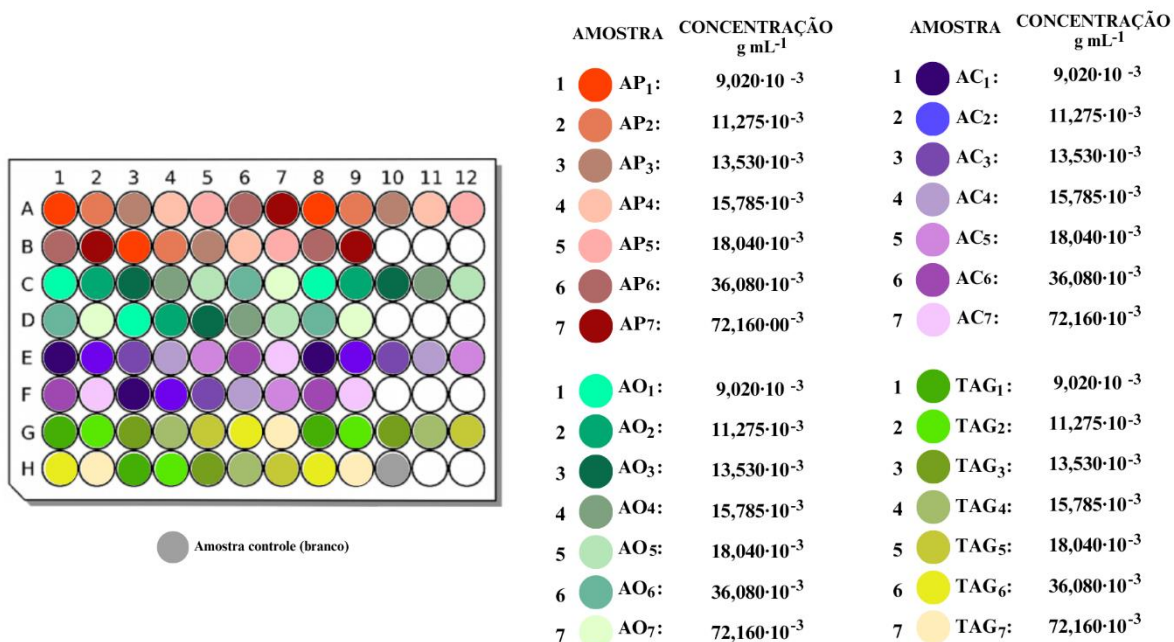 1 2 3 4 5 6 7 8 9 10 11 12
A
B
C
D
E
F
G
H
Amostra controle (branco)
AMOSTRA CONCENTRAÇÃO
g mL-1
1 AP1: 9,020·10 -3
2 AP2: 11,275·10-3
3 AP3: 13,530·10-3
4 AP4: 15,785·10-3
5 AP5: 18,040·10-3
6 AP6: 36,080·10-3
7 AP7: 72,160·00-3
1 AO1: 9,020·10 -3
2 AO2: 11,275·10-3
3 AO3: 13,530·10-3
4 AO4: 15,785·10-3
5 AO5: 18,040·10-3
6 AO6: 36,080·10-3
7 AO7: 72,160·10-3
AMOSTRA CONCENTRAÇÃO
g mL-1
1 AC1: 9,020·10 -3
2 AC2: 11,275·10-3
3 AC3: 13,530·10-3
4 AC4: 15,785·10-3
5 AC5: 18,040·10-3
6 AC6: 36,080·10-3
7 AC7: 72,160·10-3
1 TAG1: 9,020·10 -3
2 TAG2: 11,275·10-3
3 TAG3: 13,530·10-3
4 TAG4: 15,785·10-3
5 TAG5: 18,040·10-3
6 TAG6: 36,080·10-3
7 TAG7: 72,160·10-3